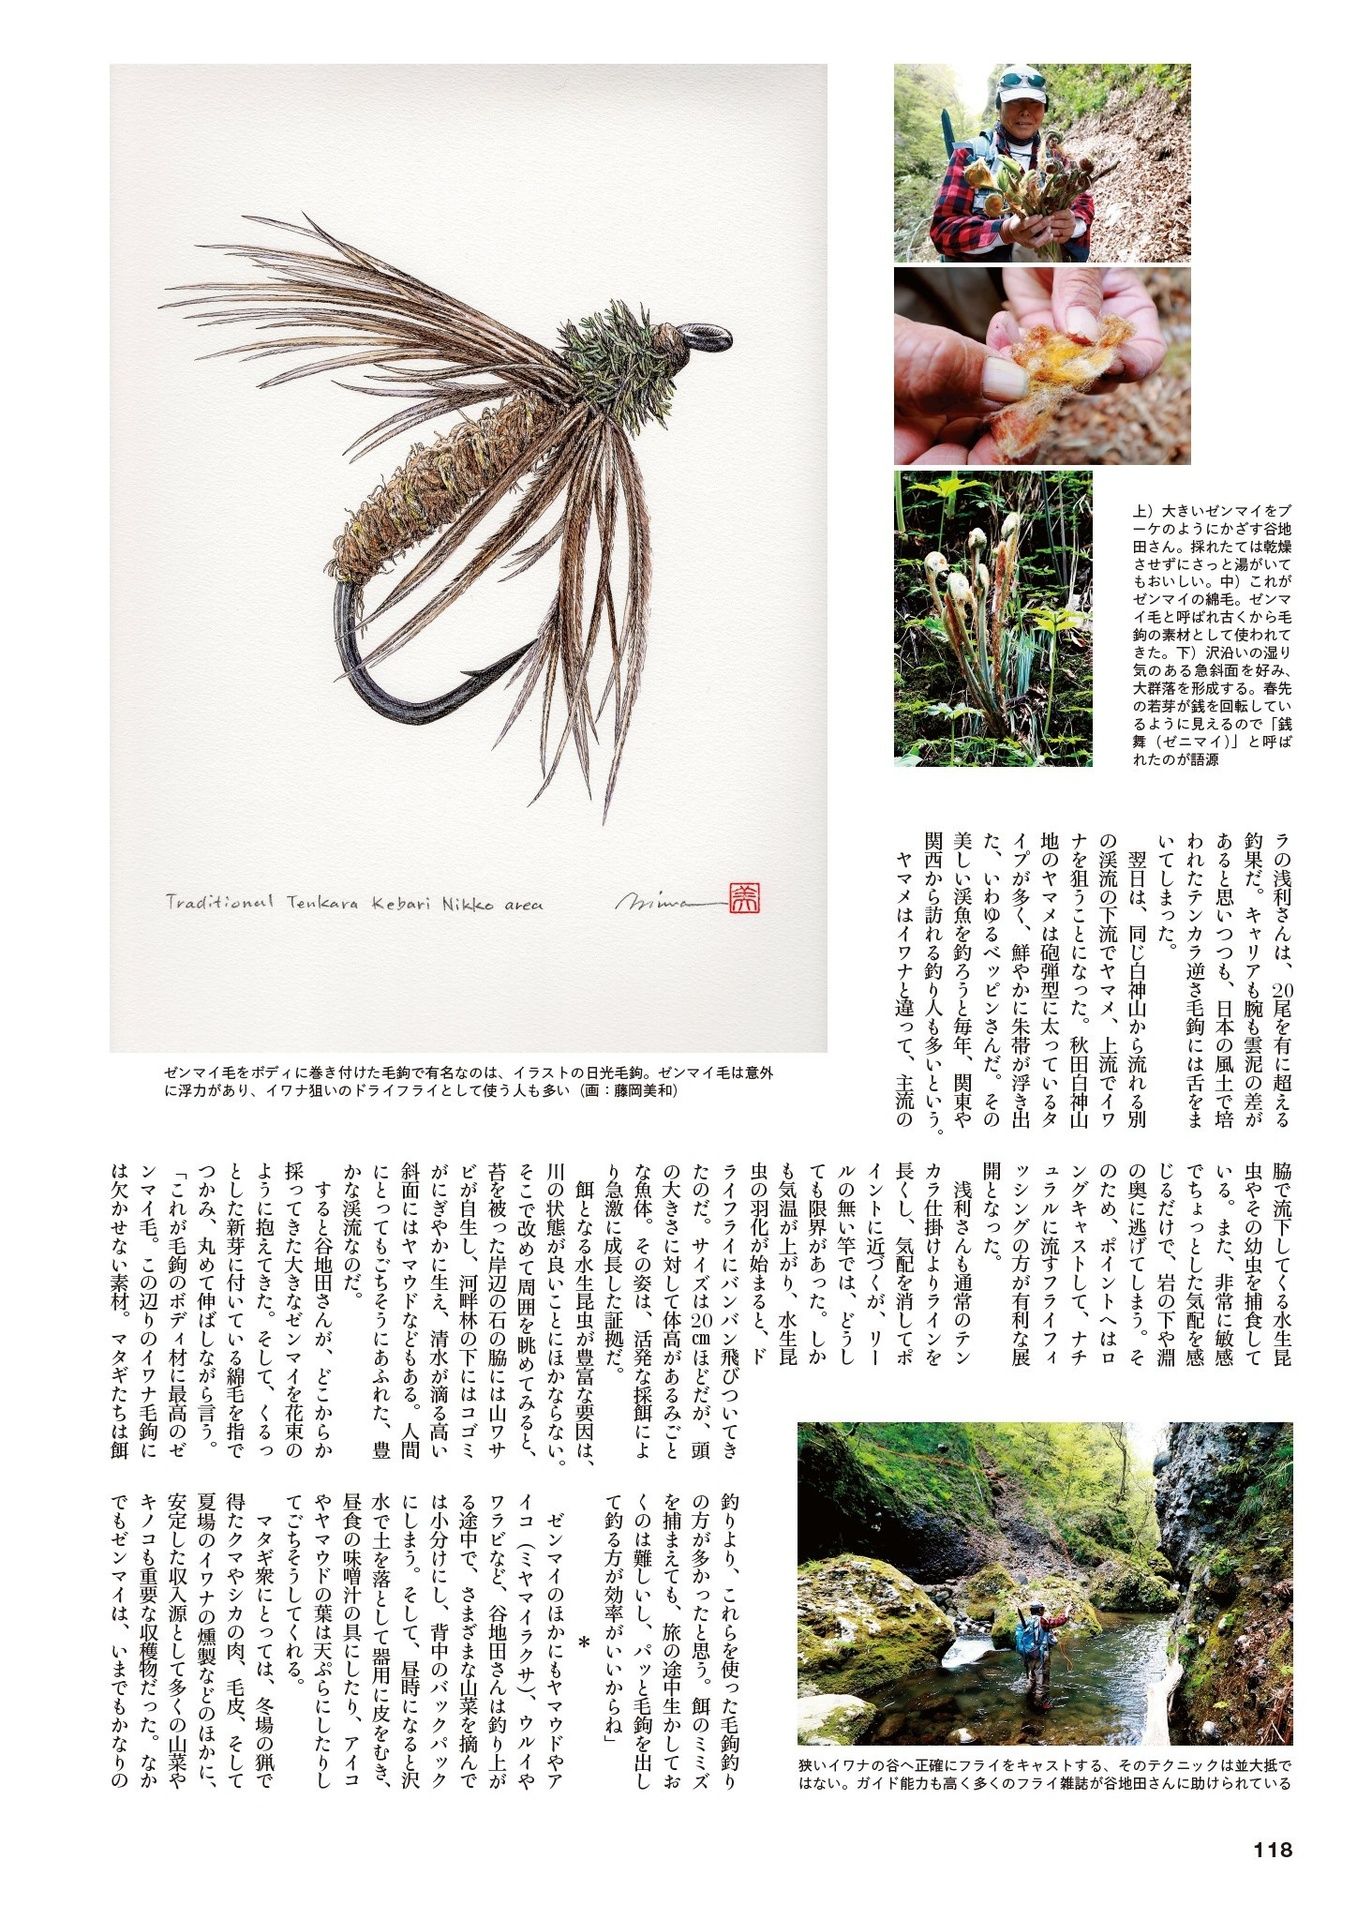 上）大きいゼンマイをブ
ーケのようにかざす谷地
田さん。採れたては乾燥
させずにさっと湯がいて
もおいしい。中）これが
ゼンマイの綿毛。ゼンマ
イ毛と呼ばれ古くから毛
鉤の素材として使われて
きた。下）沢沿いの湿り
気のある急斜面を好み、
大群落を形成する。春先
の若芽が銭を回転してい
るように見えるので「銭
舞（ゼニマイ）」と呼ば
れたのが語源
Traditional Tenkara Kebari Nikko area
美
ゼンマイ毛をボディに巻き付けた毛鉤で有名なのは、イラストの日光毛鉤。ゼンマイ毛は意外
に浮力があり、イワナ狙いのドライフライとして使う人も多い（画：藤岡美和）
ラの浅利さんは、20尾を有に超える
釣果だ。キャリアも腕も雲泥の差が
あると思いつつも、日本の風土で培
われたテンカラ逆さ毛鉤には舌をま
いてしまった。
翌日は、同じ白神山から流れる別
の渓流の下流でヤマメ、上流でイワ
ナを狙うことになった。秋田白神山
地のヤマメは砲弾型に太っているタ
イプが多く、鮮やかに朱帯が浮き出
た、いわゆるベッピンさんだ。その
美しい渓魚を釣ろうと毎年、関東や
関西から訪れる釣り人も多いという。
ヤマメはイワナと違って、主流の
脇で流下してくる水生昆
虫やその幼虫を捕食して
いる。また、非常に敏感
でちょっとした気配を感
じるだけで、岩の下や淵
の奥に逃げてしまう。そ
のため、ポイントへはロ
ングキャストして、ナチ
ュラルに流すフライフィ
ッシングの方が有利な展
開となった。
浅利さんも通常のテン
カラ仕掛けよりラインを
長くし、気配を消してポ
イントに近づくが、リー
ルの無い竿では、どうし
ても限界があった。しか
も気温が上がり、水生昆
虫の羽化が始まると、ド
ライフライにバンバン飛びついてき
たのだ。サイズは20㎝ほどだが、頭
の大きさに対して体高があるみごと
な魚体。その姿は、活発な採餌によ
り急激に成長した証拠だ。
餌となる水生昆虫が豊富な要因は、
川の状態が良いことにほかならない。
そこで改めて周囲を眺めてみると、
苔を被った岸辺の石の脇には山ワサ
ビが自生し、河畔林の下にはコゴミ
がにぎやかに生え、清水が滴る高い
斜面にはヤマウドなどもある。人間
にとってもごちそうにあふれた、豊
かな渓流なのだ。
すると谷地田さんが、どこからか
採ってきた大きなゼンマイを花束の
ように抱えてきた。そして、くるっ
とした新芽に付いている綿毛を指で
つかみ、丸めて伸ばしながら言う。
「これが毛鉤のボディ材に最高のゼ
ンマイ毛。この辺りのイワナ毛鉤に
は欠かせない素材。マタギたちは餌
釣りより、これらを使った毛鉤釣り
の方が多かったと思う。餌のミミズ
を捕まえても、旅の途中生かしてお
くのは難しいし、パッと毛鉤を出し
て釣る方が効率がいいからね」
＊
ゼンマイのほかにもヤマウドやア
イコ（ミヤマイラクサ）、ウルイや
ワラビなど、谷地田さんは釣り上が
る途中で、さまざまな山菜を摘んで
は小分けにし、背中のバックパック
にしまう。そして、昼時になると沢
水で土を落として器用に皮をむき、
昼食の味噌汁の具にしたり、アイコ
やヤマウドの葉は天ぷらにしたりし
てごちそうしてくれる。
マタギ衆にとっては、冬場の猟で
得たクマやシカの肉、毛皮、そして
夏場のイワナの燻製などのほかに、
安定した収入源として多くの山菜や
キノコも重要な収穫物だった。なか
でもゼンマイは、いまでもかなりの
狭いイワナの谷へ正確にフライをキャストする、そのテクニックは並大抵で
はない。ガイド能力も高く多くのフライ雑誌が谷地田さんに助けられている
118